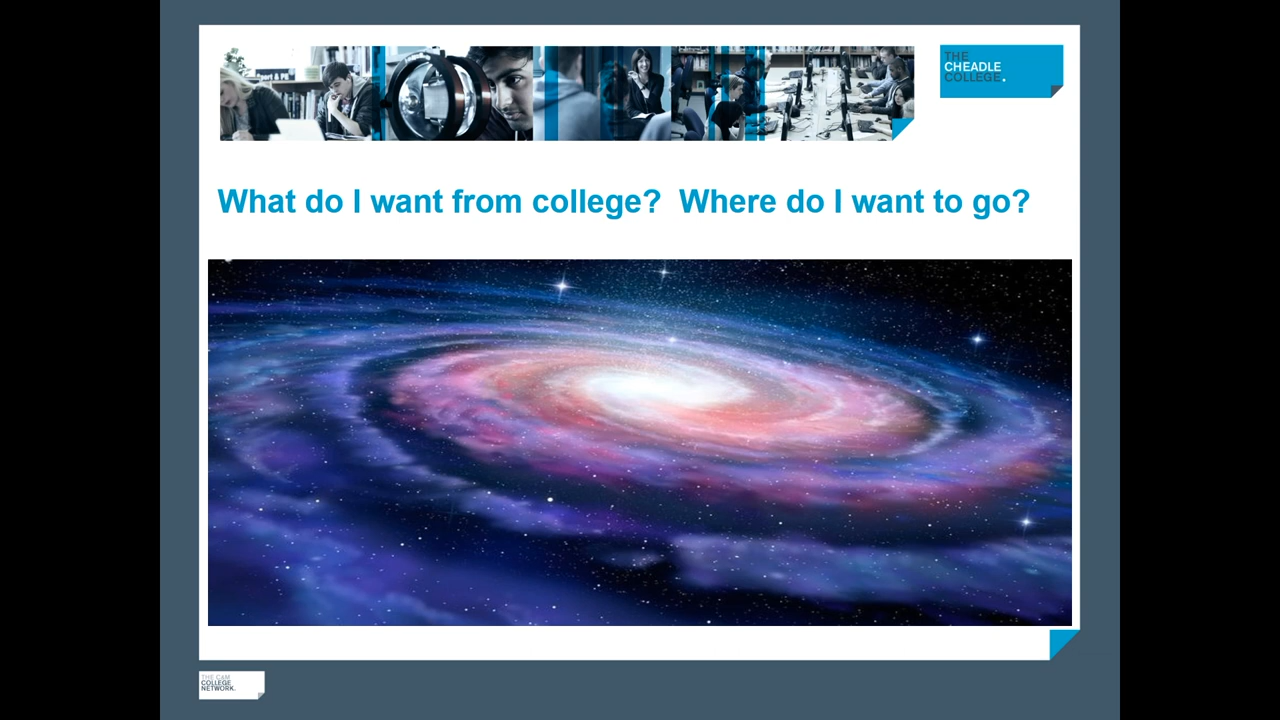 THE
CHEADLE
COLLEGE.
What do I want from college?  Where do I want to go?
THE C&M
COLLEGE
NETWORK.